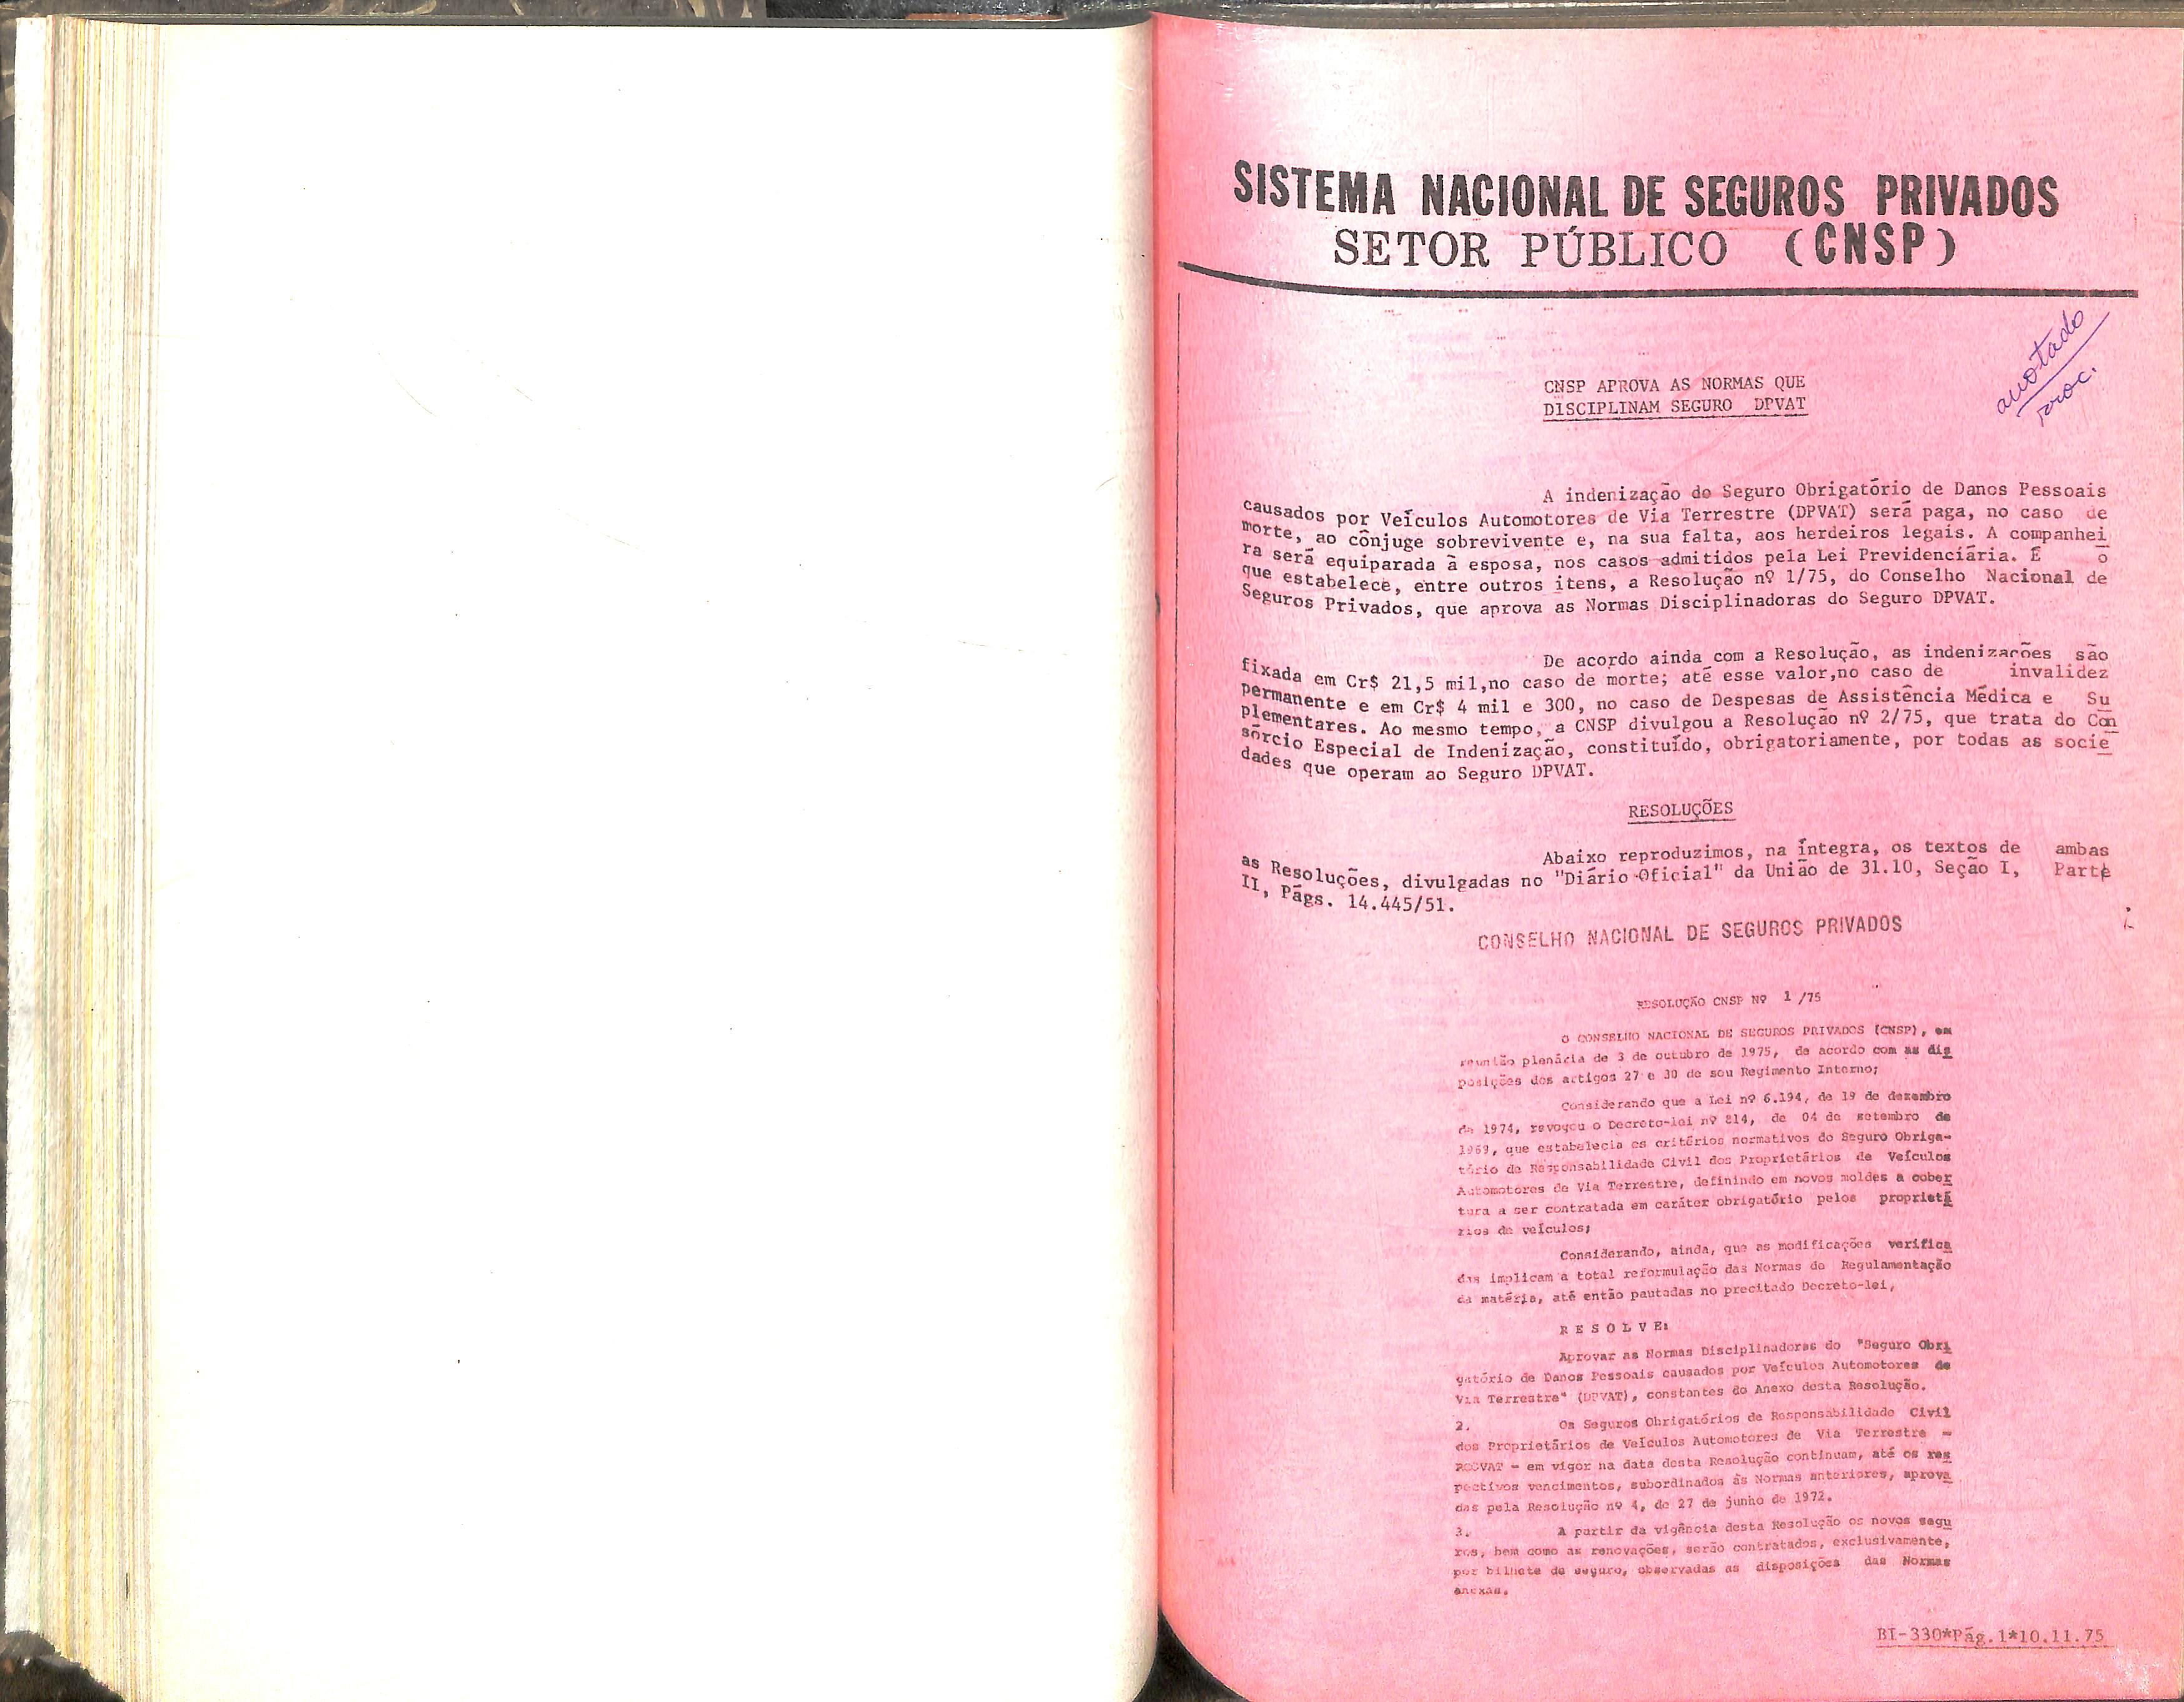 SISTEMA NACIONAL DE SEGUROS PRIVADOS
SETOR PÚBLICO (CNSP)
anotado
proc.
CNSP APROVA AS NORMAS QUE
DISCIPLINAM SEGURO DPVAT
A indenização do Seguro Obrigatório de Danos Pessoais
causados por Veículos Automotores de Via Terrestre (DPVAT) será paga, no caso de
morte, ao cônjuge sobrevivente e, na sua falta, aos herdeiros legais. A companhei
ra será equiparada à esposa, nos casos admitidos pela Lei Previdenciária. É o
que estabelece, entre outros itens, a Resolução nº 1/75, do Conselho Nacional de
Seguros Privados, que aprova as Normas Disciplinadoras do Seguro DPVAT.
De acordo ainda com a Resolução, as indenizações são
fixada em Cr$ 21,5 mil,no caso de morte; até esse valor,no caso de invalidez
permanente e em Cr$ 4 mil e 300, no caso de Despesas de Assistência Médica e Su
plementares. Ao mesmo tempo, a CNSP divulgou a Resolução nº 2/75, que trata do Con
sórcio Especial de Indenização, constituído, obrigatoriamente, por todas as socie
dades que operam ao Seguro DPVAT.
RESOLUÇÕES
Abaixo reproduzimos, na íntegra, os textos de ambas
as Resoluções, divulgadas no "Diário Oficial" da União de 31.10, Seção I, Parte
II, Págs. 14.445/51.
CONSELHO NACIONAL DE SEGUROS PRIVADOS
RESOLUÇÃO CNSP Nº 1/75
O CONSELHO NACIONAL DE SEGUROS PRIVADOS (CNSP), em
reunião plenária de 3 de outubro de 1975, de acordo com as dis
posições dos artigos 27 e 30 de seu Regimento Interno;
Considerando que a Lei nº 6.194, de 19 de dezembro
de 1974, revogou o Decreto-lei nº 814, de 04 de setembro de
1969, que estabelecia os critérios normativos do Seguro Obriga-
tório de Responsabilidade Civil dos Proprietários de Veículos
Automotores de Via Terrestre, definindo em novos moldes a cober
tura a ser contratada em caráter obrigatório pelos proprietá
rios de veículos;
Considerando, ainda, que as modificações verifica
das implicam a total reformulação das Normas de Regulamentação
da matéria, até então pautadas no precitado Decreto-lei,
R E S O L V E:
Aprovar as Normas Disciplinadoras do "Seguro Obri
gatório de Danos Pessoais causados por Veículos Automotores de
Via Terrestre" (DPVAT), constantes do Anexo desta Resolução.
2. Os Seguros Obrigatórios de Responsabilidade Civil
dos Proprietários de Veículos Automotores de Via Terrestre -
RCOVAT - em vigor na data desta Resolução continuam, até os res
pectivos vencimentos, subordinados às Normas anteriores, aprova
das pela Resolução nº 4, de 27 de junho de 1972.
3. A partir da vigência desta Resolução os novos segu
ros, bem como as renovações, serão contratados, exclusivamente,
por bilhete de seguro, observadas as disposições das Normas
anexas.
BI-330*Pág.1*10.11.75